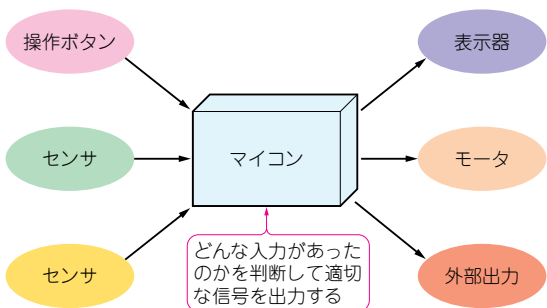 操作ボタン
表示器
センサ
マイコン
モータ
センサ
どんな入力があった
のかを判断して適切
な信号を出力する
外部出力